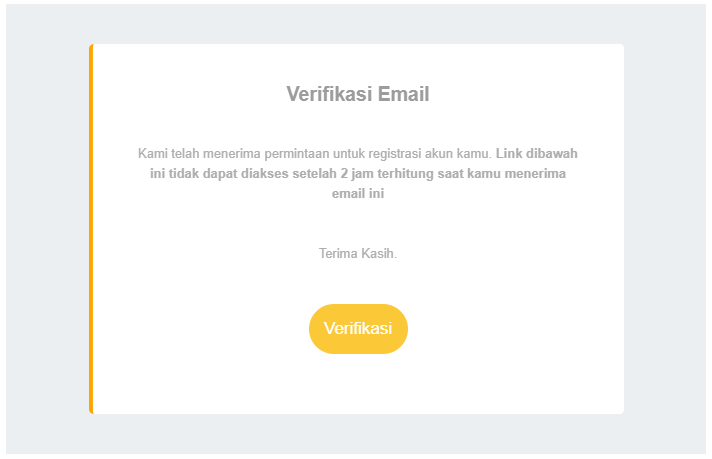 Verifikasi Email
Kami telah menerima permintaan untuk registrasi akun kamu. Link dibawah
ini tidak dapat diakses setelah 2 jam terhitung saat kamu menerima
email ini
Terima Kasih.
Verifikasi